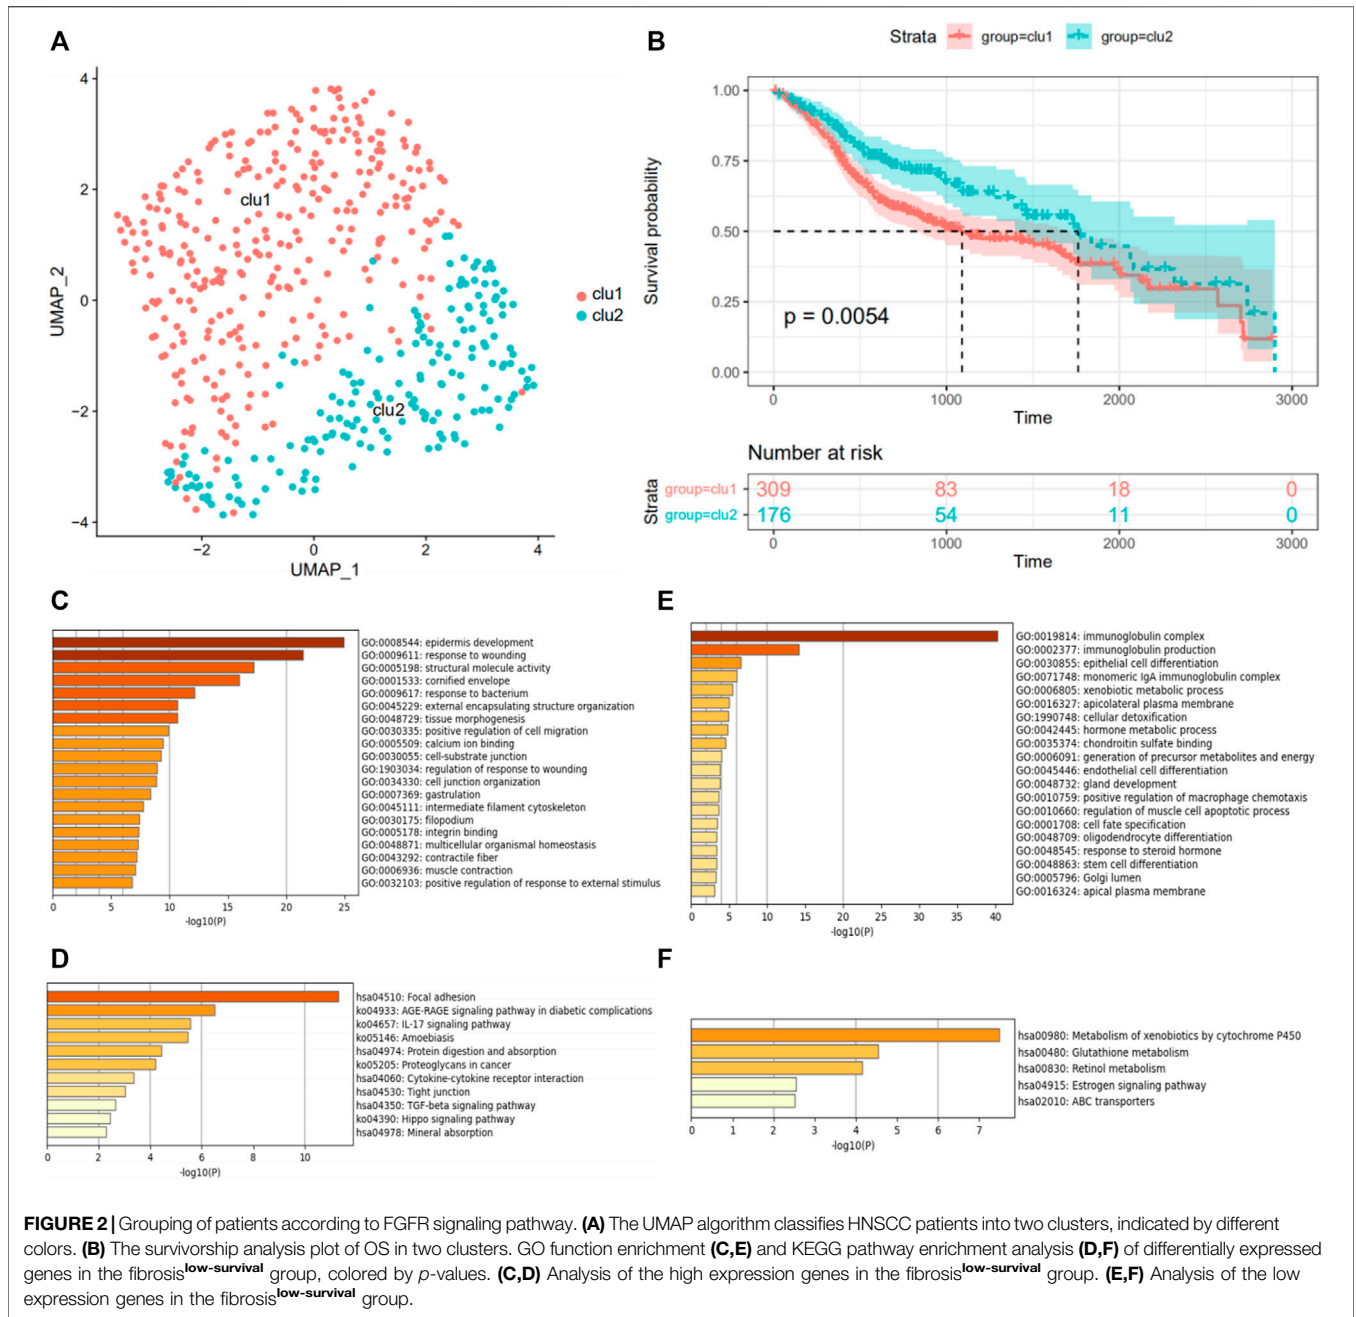 A
4
2
0
−2
−4
UMAP_2
−2 0 2 4
UMAP_1
clu1
clu2
clu1
clu2
B
Strata group=clu1 group=clu2
1.00
0.75
0.50
0.25
0.00
Survival probability
p = 0.0054
0 1000 2000 3000
Time
Number at risk
Strata
group=clu1 309 83 18 0
group=clu2 176 54 11 0
0 1000 2000 3000
Time
C
GO:0008544: epidermis development
GO:0009611: response to wounding
GO:0005198: structural molecule activity
GO:0001533: cornified envelope
GO:0009617: response to bacterium
GO:0045229: external encapsulating structure organization
GO:0048729: tissue morphogenesis
GO:0030335: positive regulation of cell migration
GO:0005509: calcium ion binding
GO:0030055: cell-substrate junction
GO:1903034: regulation of response to wounding
GO:0034330: cell junction organization
GO:0007369: gastrulation
GO:0045111: intermediate filament cytoskeleton
GO:0030175: filopodium
GO:0005178: integrin binding
GO:0048871: multicellular organismal homeostasis
GO:0043292: contractile fiber
GO:0006936: muscle contraction
GO:0032103: positive regulation of response to external stimulus
0 5 10 15 20 25
-log10(P)
E
GO:0019814: immunoglobulin complex
GO:0002377: immunoglobulin production
GO:0030855: epithelial cell differentiation
GO:0071748: monomeric IgA immunoglobulin complex
GO:0006805: xenobiotic metabolic process
GO:0016327: apicolateral plasma membrane
GO:1990748: cellular detoxification
GO:0042445: hormone metabolic process
GO:0035374: chondroitin sulfate binding
GO:0006091: generation of precursor metabolites and energy
GO:0045446: endothelial cell differentiation
GO:0048732: gland development
GO:0010759: positive regulation of macrophage chemotaxis
GO:0010660: regulation of muscle cell apoptotic process
GO:0001708: cell fate specification
GO:0048709: oligodendrocyte differentiation
GO:0048545: response to steroid hormone
GO:0048863: stem cell differentiation
GO:0005796: Golgi lumen
GO:0016324: apical plasma membrane
0 5 10 15 20 25 30 35 40
-log10(P)
D
hsa04510: Focal adhesion
ko04933: AGE-RAGE signaling pathway in diabetic complications
ko04657: IL-17 signaling pathway
ko05146: Amoebiasis
hsa04974: Protein digestion and absorption
ko05205: Proteoglycans in cancer
hsa04060: Cytokine-cytokine receptor interaction
hsa04530: Tight junction
hsa04350: TGF-beta signaling pathway
ko04390: Hippo signaling pathway
hsa04978: Mineral absorption
0 2 4 6 8 10
-log10(P)
F
hsa00980: Metabolism of xenobiotics by cytochrome P450
hsa00480: Glutathione metabolism
hsa00830: Retinol metabolism
hsa04915: Estrogen signaling pathway
hsa02010: ABC transporters
0 1 2 3 4 5 6 7
-log10(P)
FIGURE 2 | Grouping of patients according to FGFR signaling pathway. (A) The UMAP algorithm classifies HNSCC patients into two clusters, indicated by different
colors. (B) The survivorship analysis plot of OS in two clusters. GO function enrichment (C,E) and KEGG pathway enrichment analysis (D,F) of differentially expressed
genes in the fibrosislow-survival group, colored by p-values. (C,D) Analysis of the high expression genes in the fibrosislow-survival group. (E,F) Analysis of the low
expression genes in the fibrosislow-survival group.